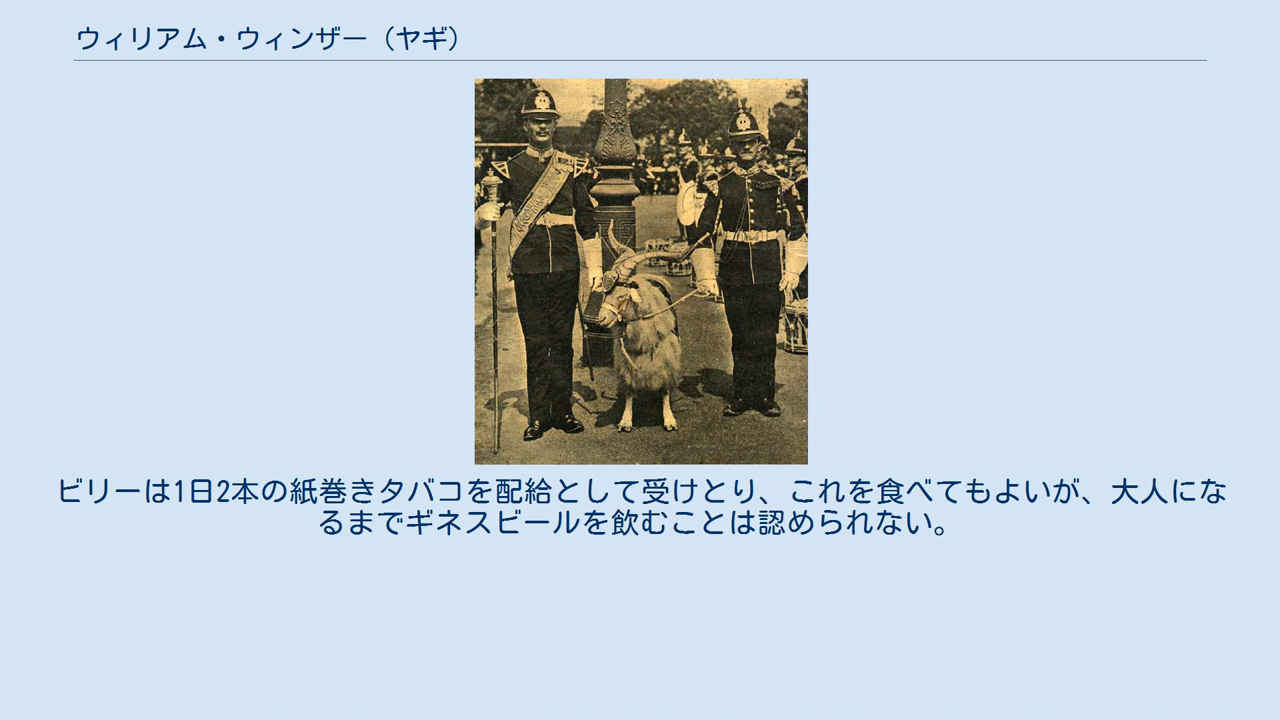 ウィリアム・ウィンザー（ヤギ）
ビリーは1日2本の紙巻きタバコを配給として受けとり、これを食べてもよいが、大人にな
るまでギネスビールを飲むことは認められない。